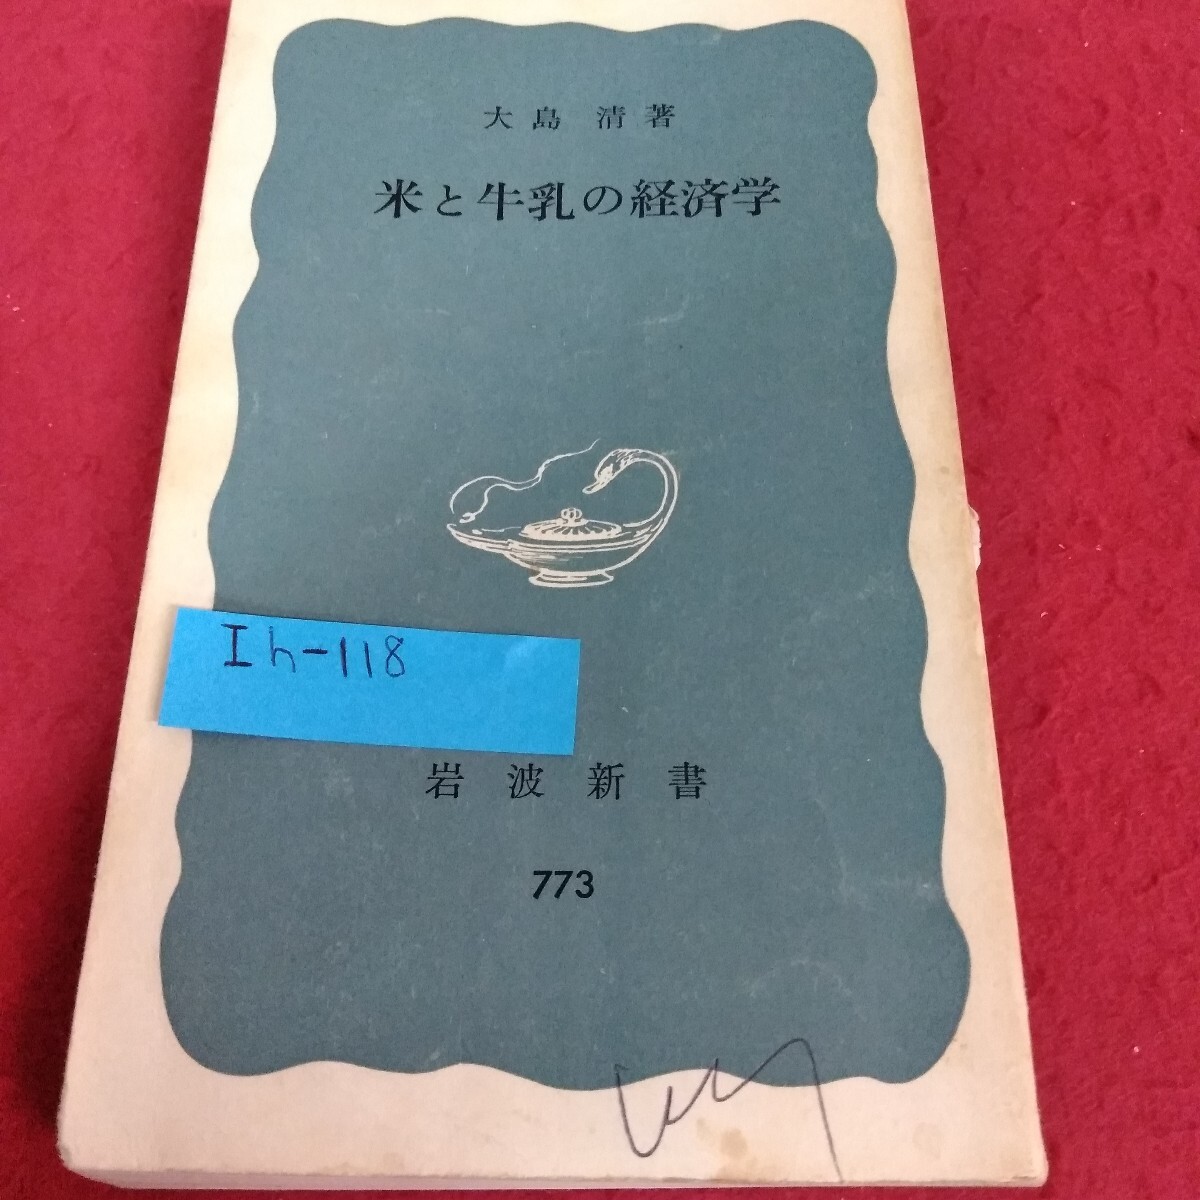 大島 清著
米と牛乳の経済学
Ih-118
岩波新書
773